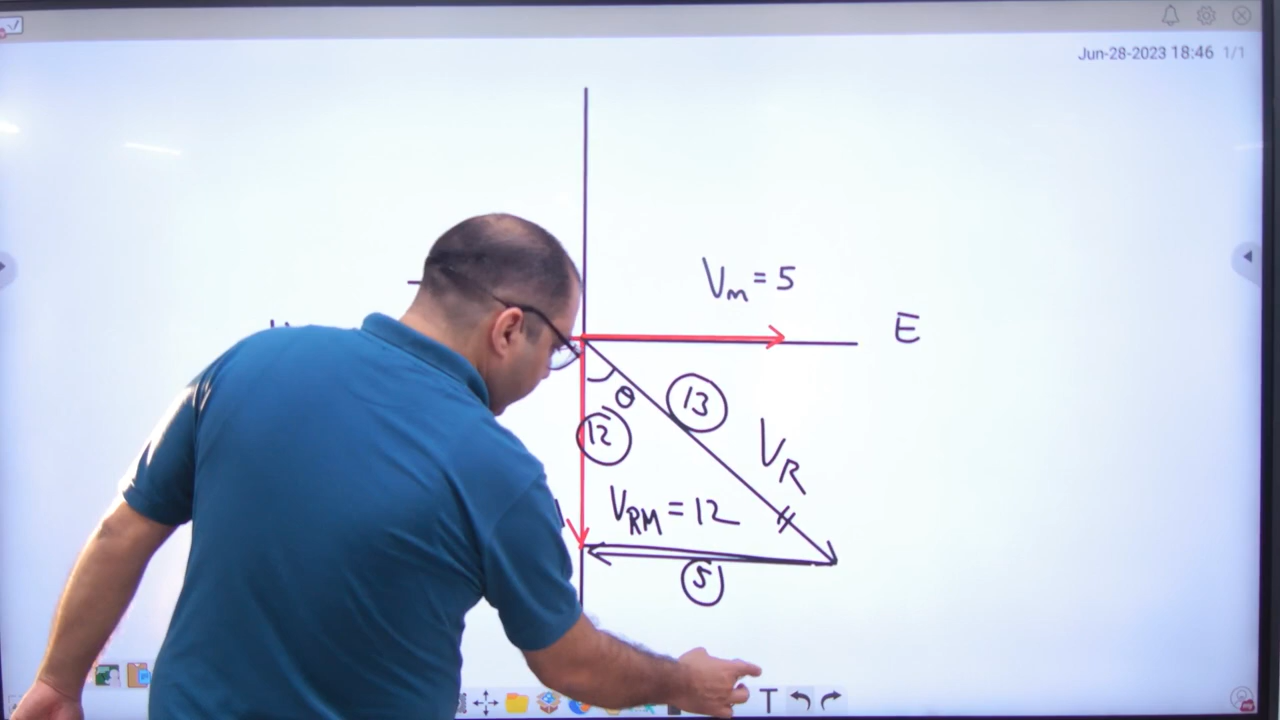 Jun-28-2023 18:46 1/1
Vm = 5
E
θ
13
12
VR
VRM = 12
5
T